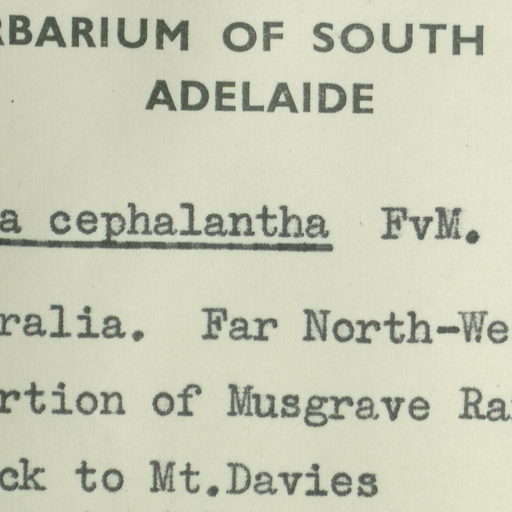 RBARIUM OF SOUTH
ADELAIDE
a cephalantha FvM.
ralia. Far North-We
rtion of Musgrave Ra
ck to Mt.Davies